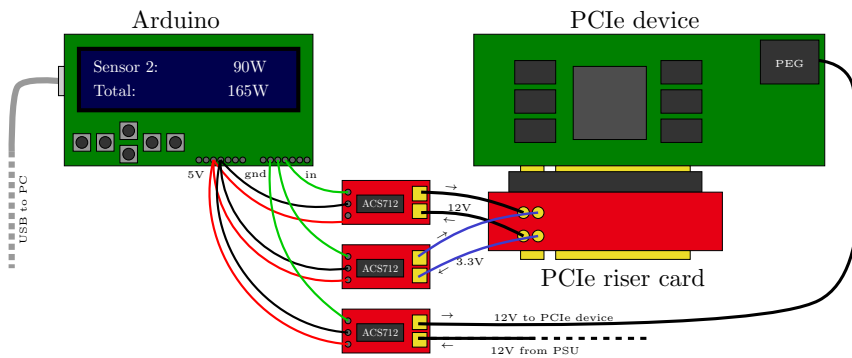 Arduino
PCIe device
Sensor 2: 90W
Total: 165W
PEG
5V gnd in
USB to PC
→
ACS712
12V
←
→
ACS712
3.3V
←
PCIe riser card
→
ACS712
12V to PCIe device
←
12V from PSU